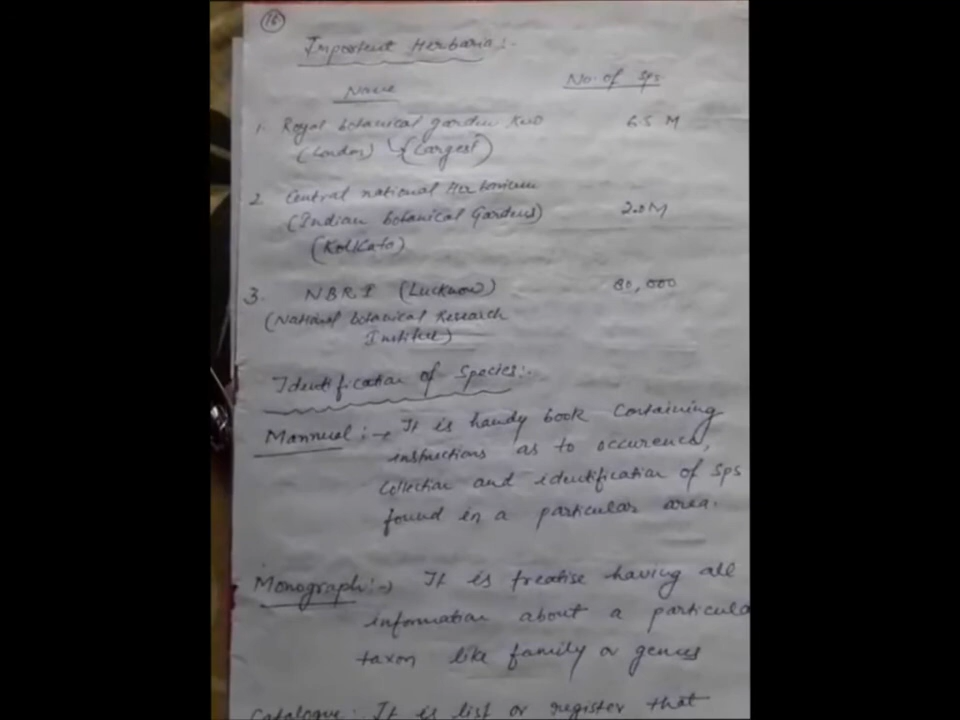 16
Important Herbaria:-
Name No. of Sps
1. Royal botanical garden Kew 6.5 M
(London) (Largest)
2. Central national Herbarium
(Indian botanical Gardens) 2.0 M
(Kolkata)
3. NBRI (Lucknow) 80,000
(National botanical Research
Institute)
Identification of Species:-
Mannual :→ It is handy book containing
instructions as to occurence,
collection and identification of sps
found in a particular area.
Monograph:→ It is treatise having all
information about a particula
taxon like family or genus
Catalogue: It is list or register that